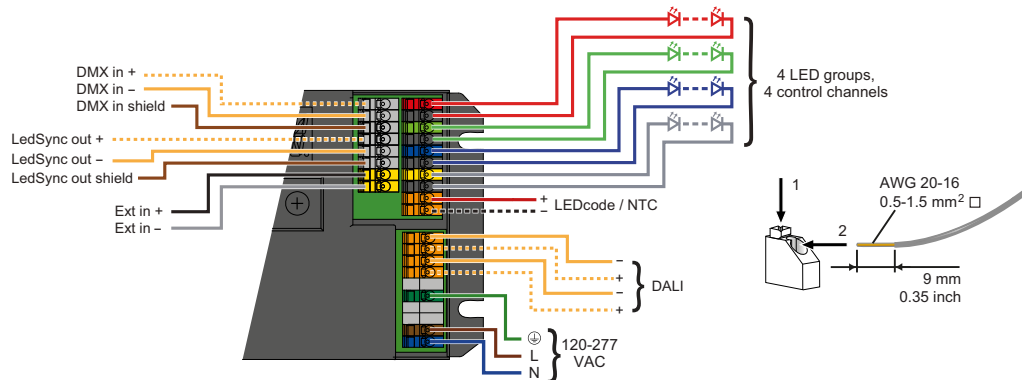 DMX in +
DMX in –
DMX in shield
LedSync out +
LedSync out –
LedSync out shield
Ext in +
Ext in –
4 LED groups,
4 control channels
+
–
LEDcode / NTC
–
+
–
+
DALI
L
N
120-277
VAC
1
2
AWG 20-16
0.5-1.5 mm² □
9 mm
0.35 inch